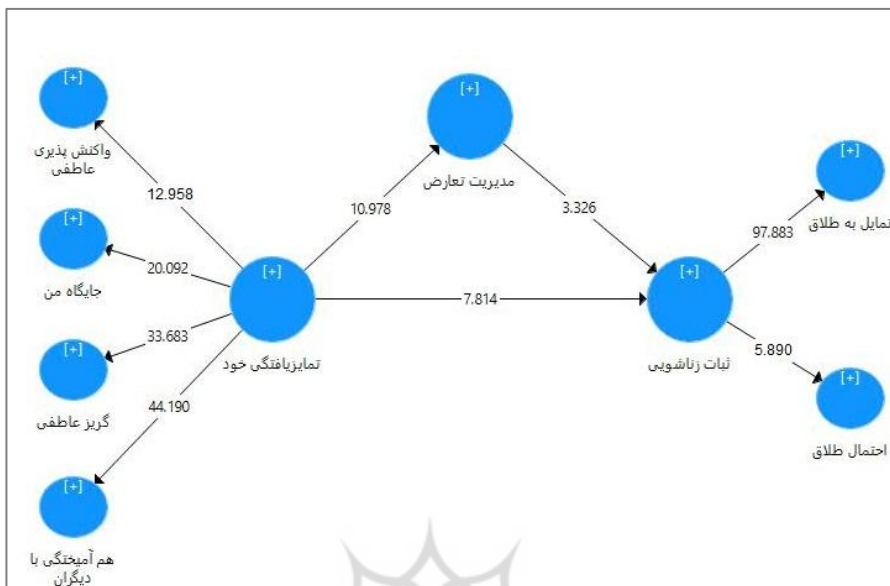 [+]
واکنش پذیری
عاطفی
[+]
جایگاه من
[+]
گریز عاطفی
[+]
هم آمیختگی با
دیگران
12.958
20.092
33.683
44.190
[+]
تمایزیافتگی خود
10.978
[+]
مدیریت تعارض
3.326
7.814
[+]
ثبات زناشویی
97.883
5.890
[+]
تمایل به طلاق
[+]
احتمال طلاق